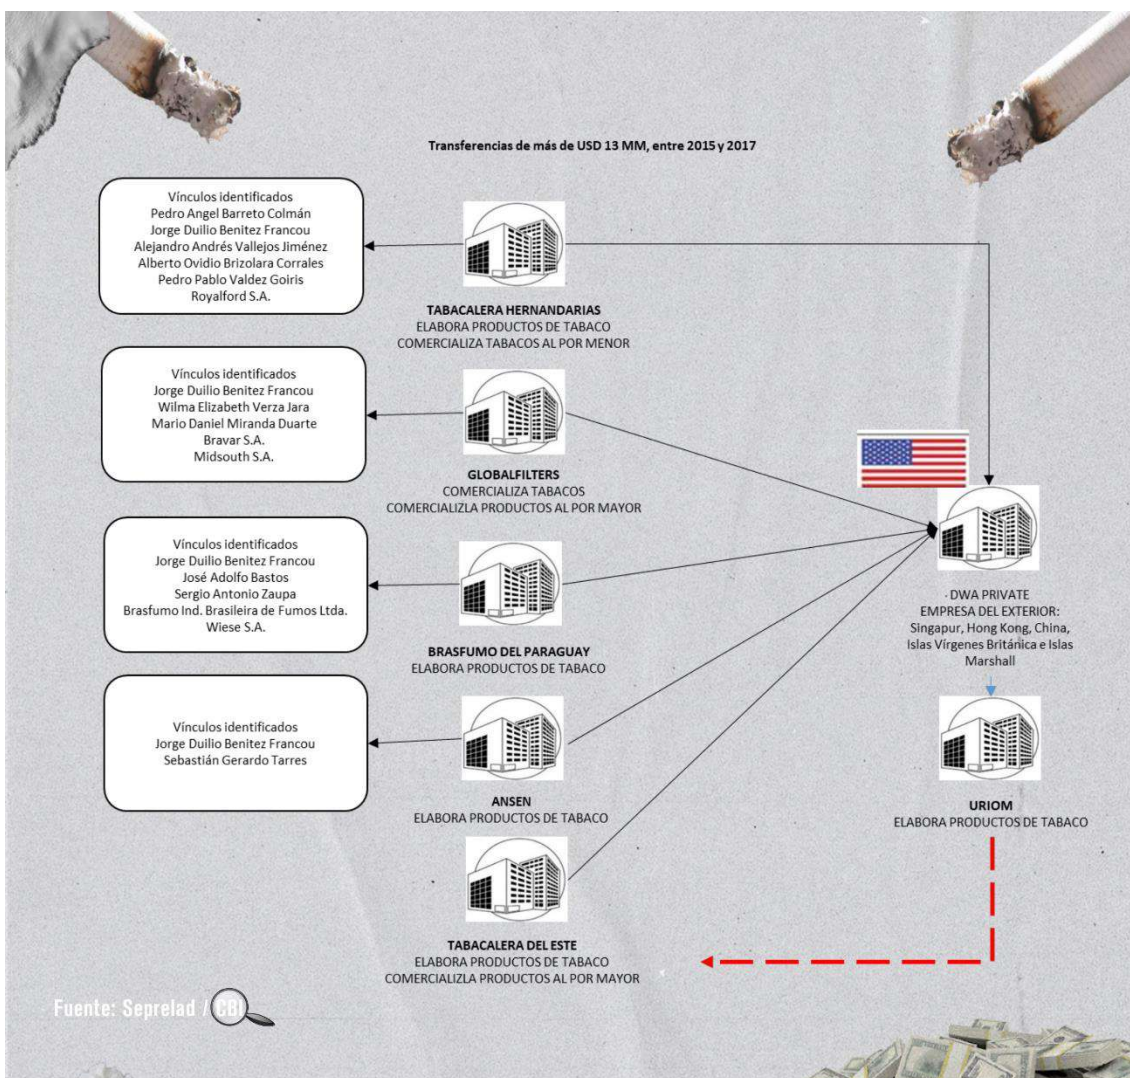 Transferencias de más de USD 13 MM, entre 2015 y 2017
Vínculos identificados
Pedro Angel Barreto Colmán
Jorge Duilio Benitez Francou
Alejandro Andrés Vallejos Jiménez
Alberto Ovidio Brizolara Corrales
Pedro Pablo Valdez Goiris
Royalford S.A.
TABACALERA HERNANDARIAS
ELABORA PRODUCTOS DE TABACO
COMERCIALIZA TABACOS AL POR MENOR
Vínculos identificados
Jorge Duilio Benitez Francou
Wilma Elizabeth Verza Jara
Mario Daniel Miranda Duarte
Bravar S.A.
Midsouth S.A.
GLOBALFILTERS
COMERCIALIZA TABACOS
COMERCIALIZLA PRODUCTOS AL POR MAYOR
Vínculos identificados
Jorge Duilio Benitez Francou
José Adolfo Bastos
Sergio Antonio Zaupa
Brasfumo Ind. Brasileira de Fumos Ltda.
Wiese S.A.
BRASFUMO DEL PARAGUAY
ELABORA PRODUCTOS DE TABACO
DWA PRIVATE
EMPRESA DEL EXTERIOR:
Singapur, Hong Kong, China,
Islas Vírgenes Británica e Islas
Marshall
Vínculos identificados
Jorge Duilio Benitez Francou
Sebastián Gerardo Tarres
ANSEN
ELABORA PRODUCTOS DE TABACO
URIOM
ELABORA PRODUCTOS DE TABACO
TABACALERA DEL ESTE
ELABORA PRODUCTOS DE TABACO
COMERCIALIZLA PRODUCTOS AL POR MAYOR
Fuente: Seprelad / CBI